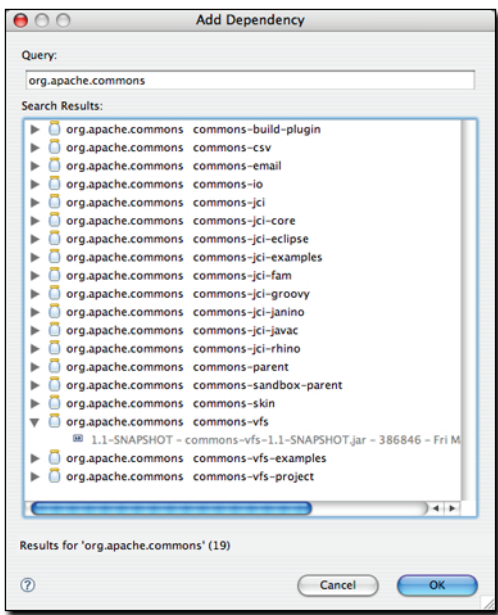 Add Dependency
Query:
org.apache.commons
Search Results:
org.apache.commons commons-build-plugin
org.apache.commons commons-csv
org.apache.commons commons-email
org.apache.commons commons-io
org.apache.commons commons-jci
org.apache.commons commons-jci-core
org.apache.commons commons-jci-eclipse
org.apache.commons commons-jci-examples
org.apache.commons commons-jci-fam
org.apache.commons commons-jci-groovy
org.apache.commons commons-jci-janino
org.apache.commons commons-jci-javac
org.apache.commons commons-jci-rhino
org.apache.commons commons-parent
org.apache.commons commons-sandbox-parent
org.apache.commons commons-skin
org.apache.commons commons-vfs
1.1-SNAPSHOT - commons-vfs-1.1-SNAPSHOT.jar - 386846 - Fri M
org.apache.commons commons-vfs-examples
org.apache.commons commons-vfs-project
Results for 'org.apache.commons' (19)
?
Cancel
OK